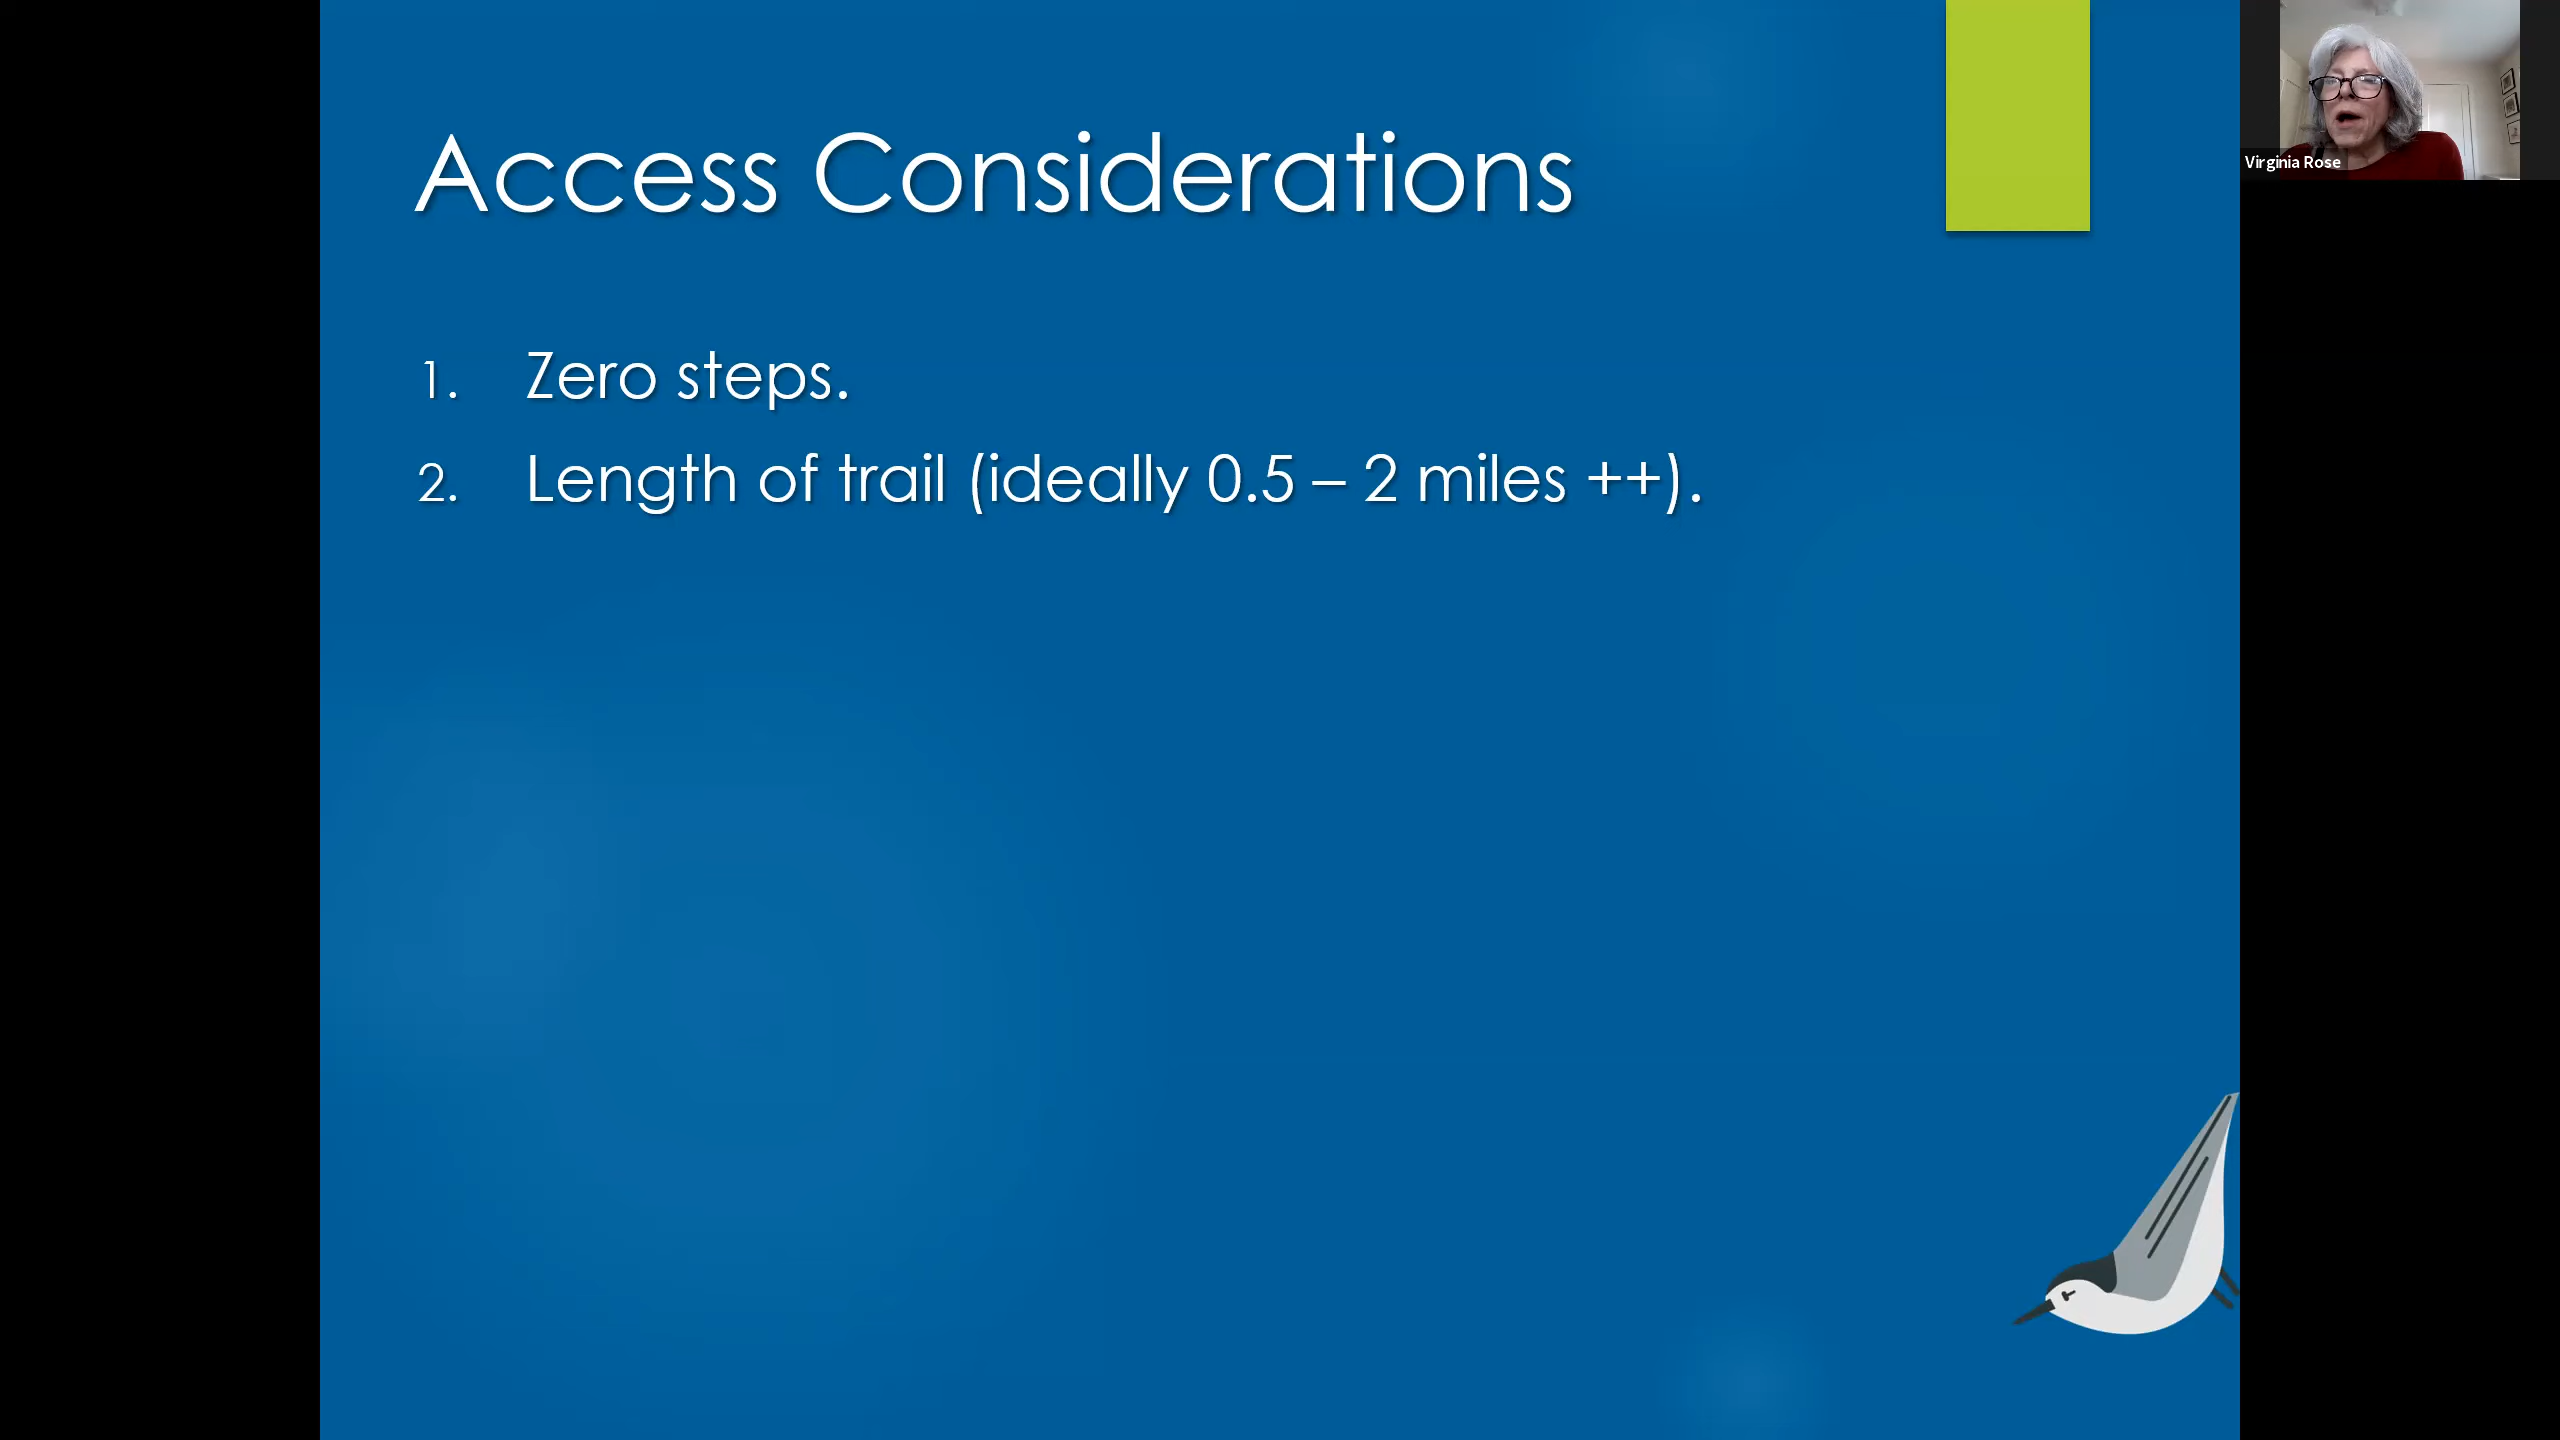 Access Considerations
1. Zero steps.
2. Length of trail (ideally 0.5 – 2 miles ++).
Virginia Rose